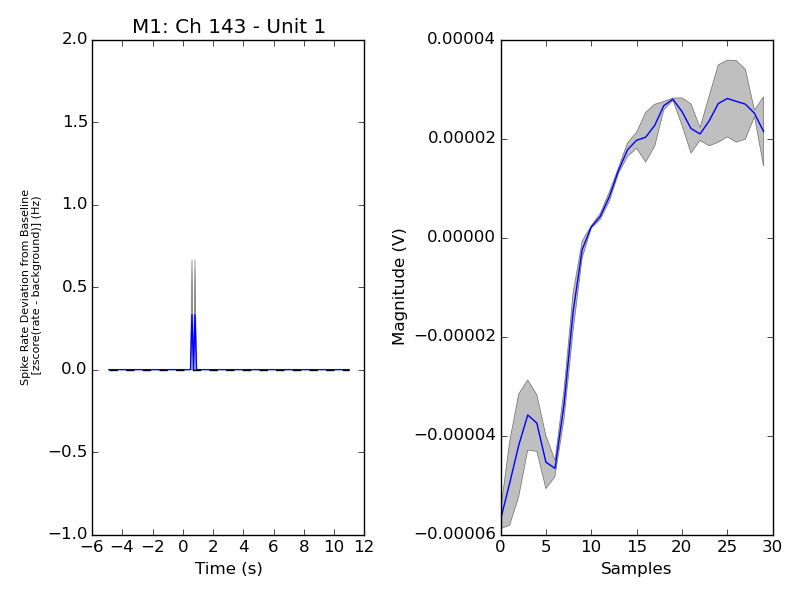 M1: Ch 143 - Unit 1
2.0
1.5
1.0
0.5
0.0
−0.5
−1.0
−6 −4 −2 0 2 4 6 8 10 12
Time (s)
Spike Rate Deviation from Baseline
[zscore(rate - background)] (Hz)
0.00004
0.00002
0.00000
−0.00002
−0.00004
−0.00006
0 5 10 15 20 25 30
Samples
Magnitude (V)